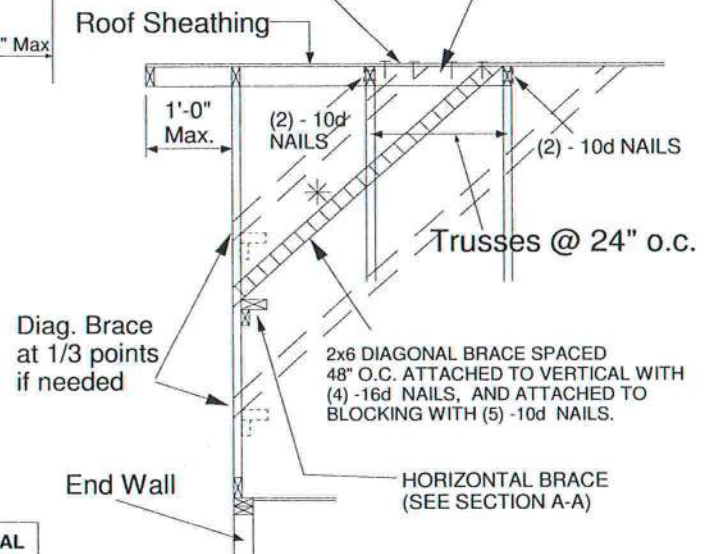 Roof Sheathing
" Max
1'-0"
Max.
(2) - 10d
NAILS
(2) - 10d NAILS
Trusses @ 24" o.c.
Diag. Brace
at 1/3 points
if needed
2x6 DIAGONAL BRACE SPACED
48" O.C. ATTACHED TO VERTICAL WITH
(4) -16d NAILS, AND ATTACHED TO
BLOCKING WITH (5) -10d NAILS.
End Wall
HORIZONTAL BRACE
(SEE SECTION A-A)
AL